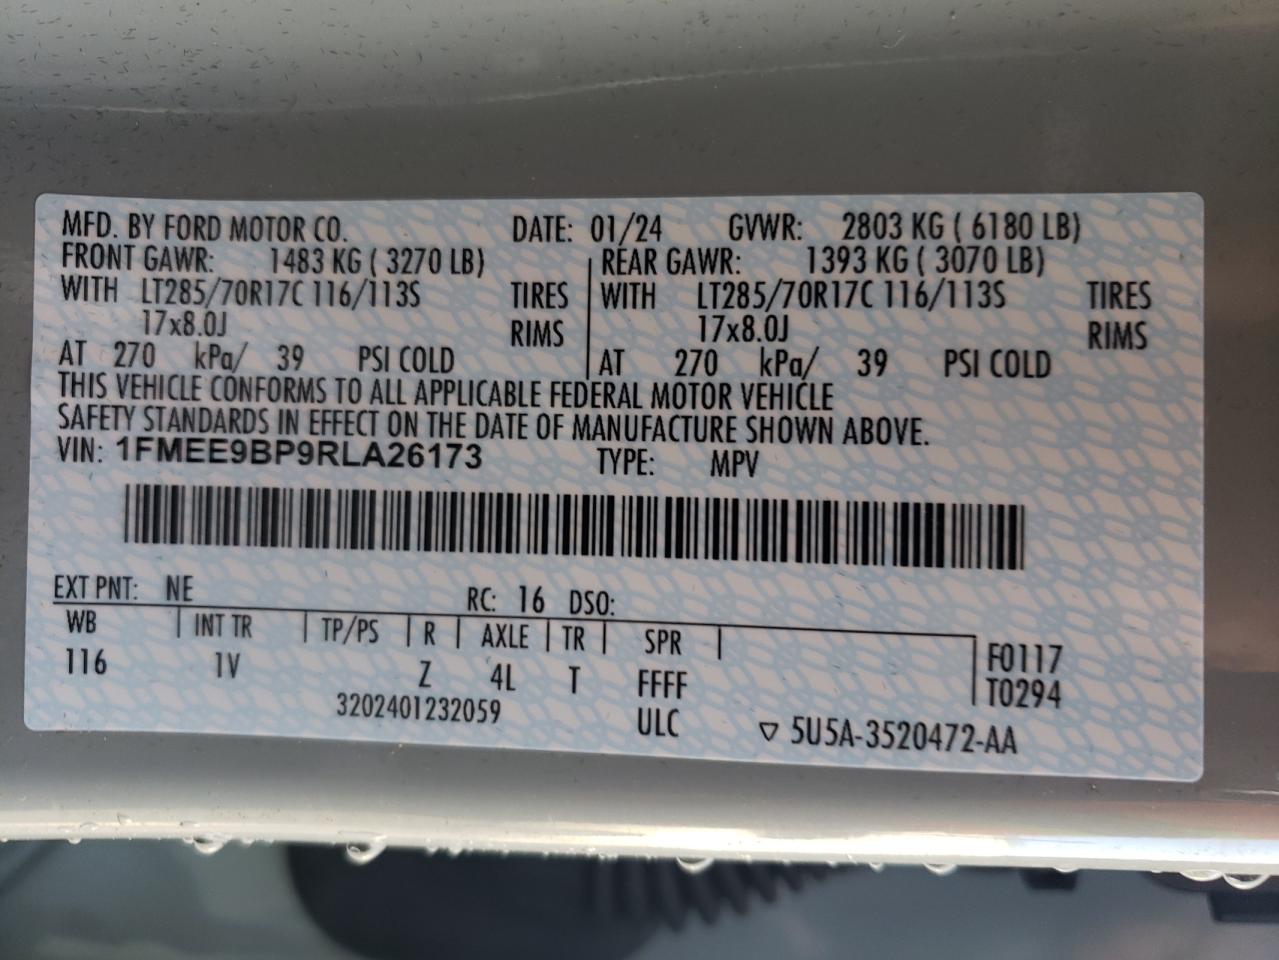 MFD. BY FORD MOTOR CO. DATE: 01/24 GVWR: 2803 KG ( 6180 LB)
FRONT GAWR: 1483 KG ( 3270 LB) REAR GAWR: 1393 KG ( 3070 LB)
WITH LT285/70R17C 116/113S TIRES WITH LT285/70R17C 116/113S TIRES
17x8.0J RIMS 17x8.0J RIMS
AT 270 kPa/ 39 PSI COLD AT 270 kPa/ 39 PSI COLD
THIS VEHICLE CONFORMS TO ALL APPLICABLE FEDERAL MOTOR VEHICLE
SAFETY STANDARDS IN EFFECT ON THE DATE OF MANUFACTURE SHOWN ABOVE.
VIN: 1FMEE9BP9RLA26173 TYPE: MPV
EXT PNT: NE RC: 16 DSO:
WB INT TR TP/PS R AXLE TR SPR F0117
116 1V Z 4L T FFFF T0294
3202401232059 ULC ▽ 5U5A-3520472-AA